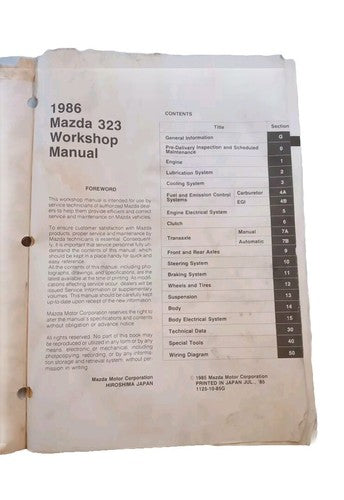 1986
Mazda 323
Workshop
Manual
FOREWORD
This workshop manual is intended for use by
service technicians of authorized Mazda deal-
ers to help them provide efficient and correct
service and maintenance on Mazda vehicles.
To ensure customer satisfaction with Mazda
products, proper service and maintenance by
Mazda technicians is essential. Consequent-
ly, it is important the service personnel fully un-
derstand the contents of this manual, which
should be kept in a handy place for quick and
easy reference.
All the contents of this manual, including pho-
tographs, drawings, and specifications, are the
latest available at the time of printing. As modi-
fications affecting service occur, dealers will be
issued Service Information or supplementary
volumes. This manual should be carefully kept
up-to-date upon receipt of the new information.
Mazda Motor Corporation reserves the right to
alter the manual's specifications and contents
without obligation or advance notice.
All rights reserved. No part of this book may
be reproduced or utilized in any form or by any
means, electronic or mechanical, including
photocopying, recording, or by any informa-
tion storage and retrieval system, without per-
mission in writing.
Mazda Motor Corporation
HIROSHIMA JAPAN
CONTENTS
Title Section
General Information G
Pre-Delivery Inspection and Scheduled
Maintenance 0
Engine 1
Lubrication System 2
Cooling System 3
Fuel and Emission Control
Systems
Carburetor 4A
EGI 4B
Engine Electrical System 5
Clutch 6
Transaxle
Manual 7A
Automatic 7B
Front and Rear Axles 9
Steering System 10
Braking System 11
Wheels and Tires 12
Suspension 13
Body 14
Body Electrical System 15
Technical Data 30
Special Tools 40
Wiring Diagram 50
© 1985 Mazda Motor Corporation
PRINTED IN JAPAN JUL., '85
1125-10-85G